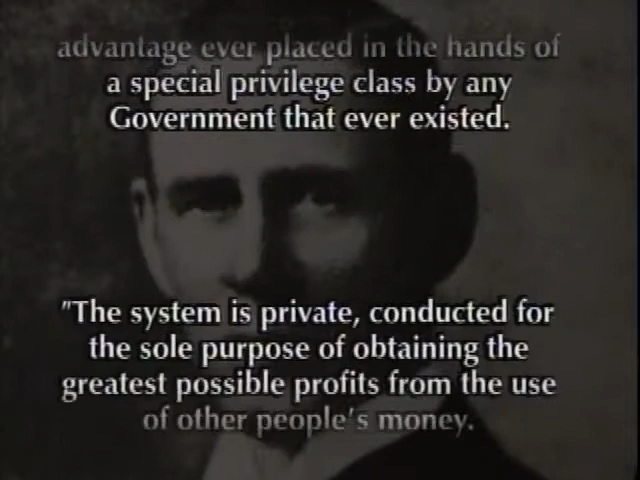 advantage ever placed in the hands of
a special privilege class by any
Government that ever existed.
"The system is private, conducted for
the sole purpose of obtaining the
greatest possible profits from the use
of other people's money.